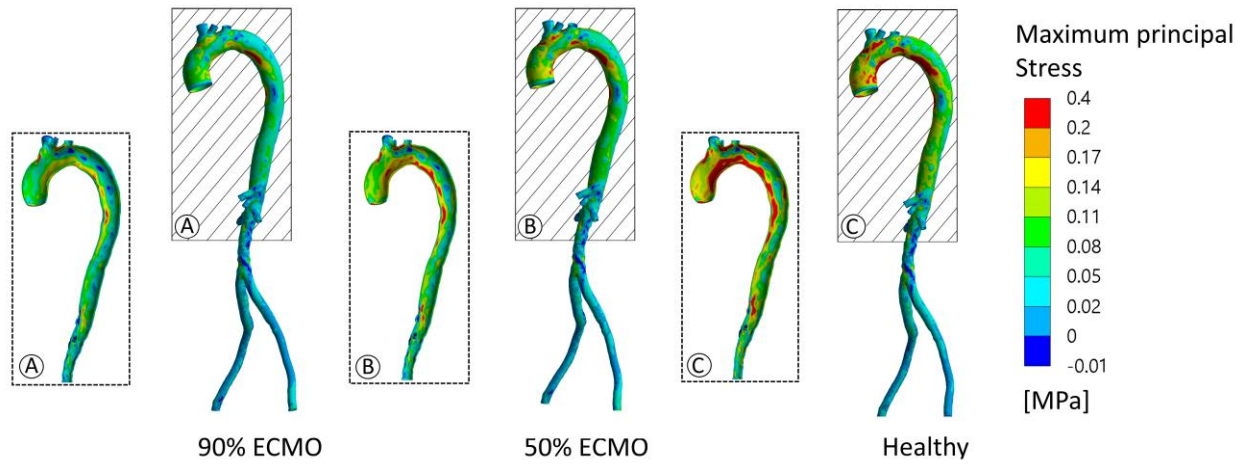 Maximum principal
Stress
0.4
0.2
0.17
0.14
0.11
0.08
0.05
0.02
0
-0.01
[MPa]
A
B
C
A
B
C
90% ECMO
50% ECMO
Healthy